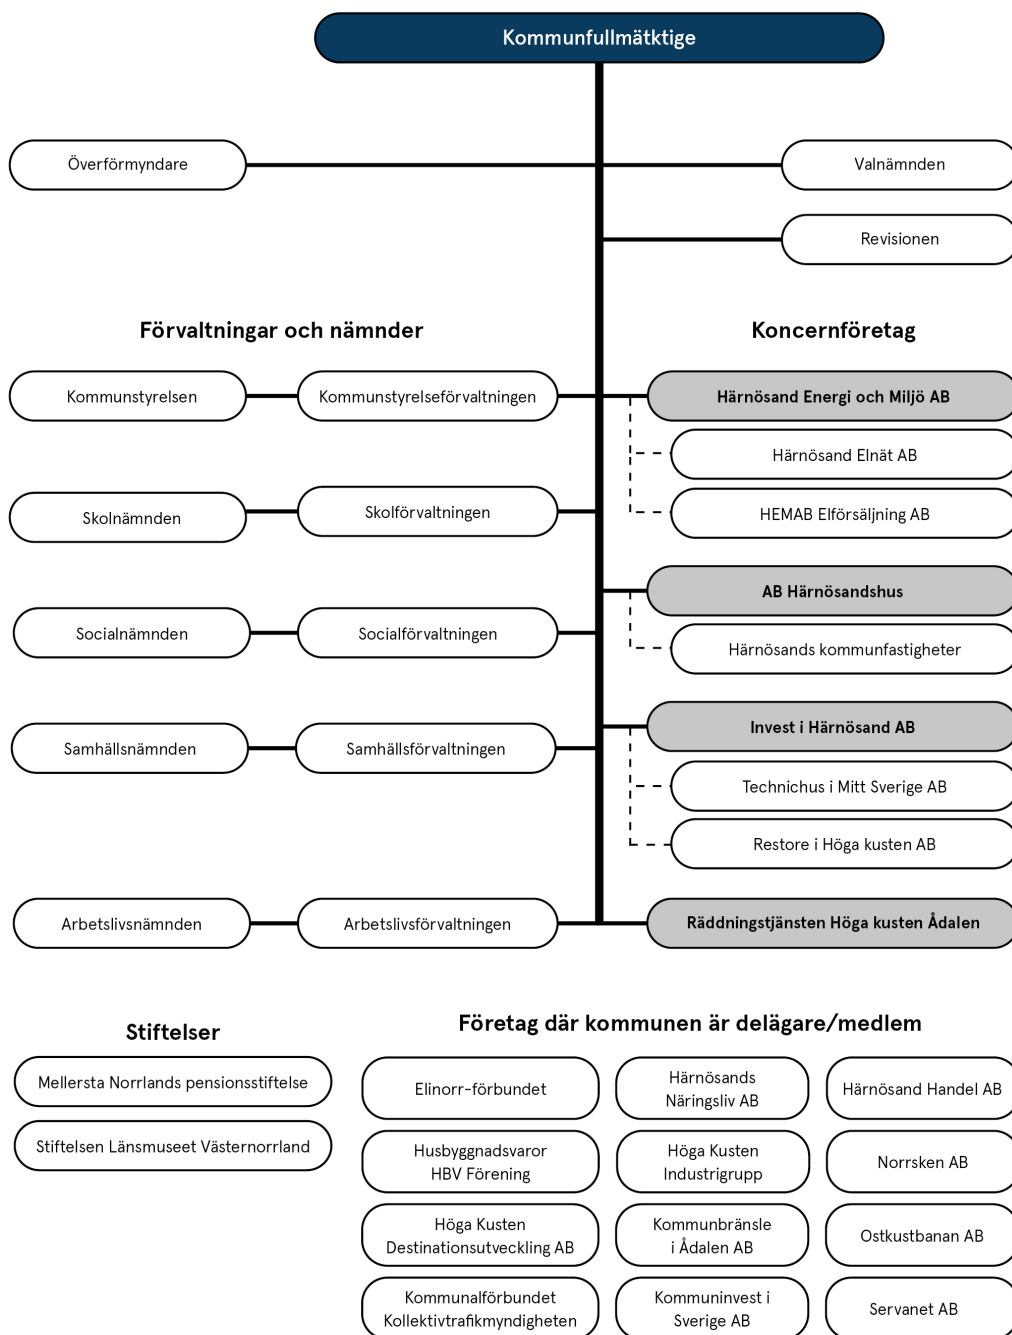 Kommunfullmätktige
Överförmyndare
Valnämnden
Revisionen
Förvaltningar och nämnder
Kommunstyrelsen
Kommunstyrelseförvaltningen
Skolnämnden
Skolförvaltningen
Socialnämnden
Socialförvaltningen
Samhällsnämnden
Samhällsförvaltningen
Arbetslivsnämnden
Arbetslivsförvaltningen
Koncernföretag
Härnösand Energi och Miljö AB
Härnösand Elnät AB
HEMAB Elförsäljning AB
AB Härnösandshus
Härnösands kommunfastigheter
Invest i Härnösand AB
Technichus i Mitt Sverige AB
Restore i Höga kusten AB
Räddningstjänsten Höga kusten Ådalen
Stiftelser
Mellersta Norrlands pensionsstiftelse
Stiftelsen Länsmuseet Västernorrland
Företag där kommunen är delägare/medlem
Elinorr-förbundet
Härnösands
Näringsliv AB
Härnösand Handel AB
Husbyggnadsvaror
HBV Förening
Höga Kusten
Industrigrupp
Norrsken AB
Höga Kusten
Destinationsutveckling AB
Kommunbränsle
i Ådalen AB
Ostkustbanan AB
Kommunalförbundet
Kollektivtrafikmyndigheten
Kommuninvest i
Sverige AB
Servanet AB